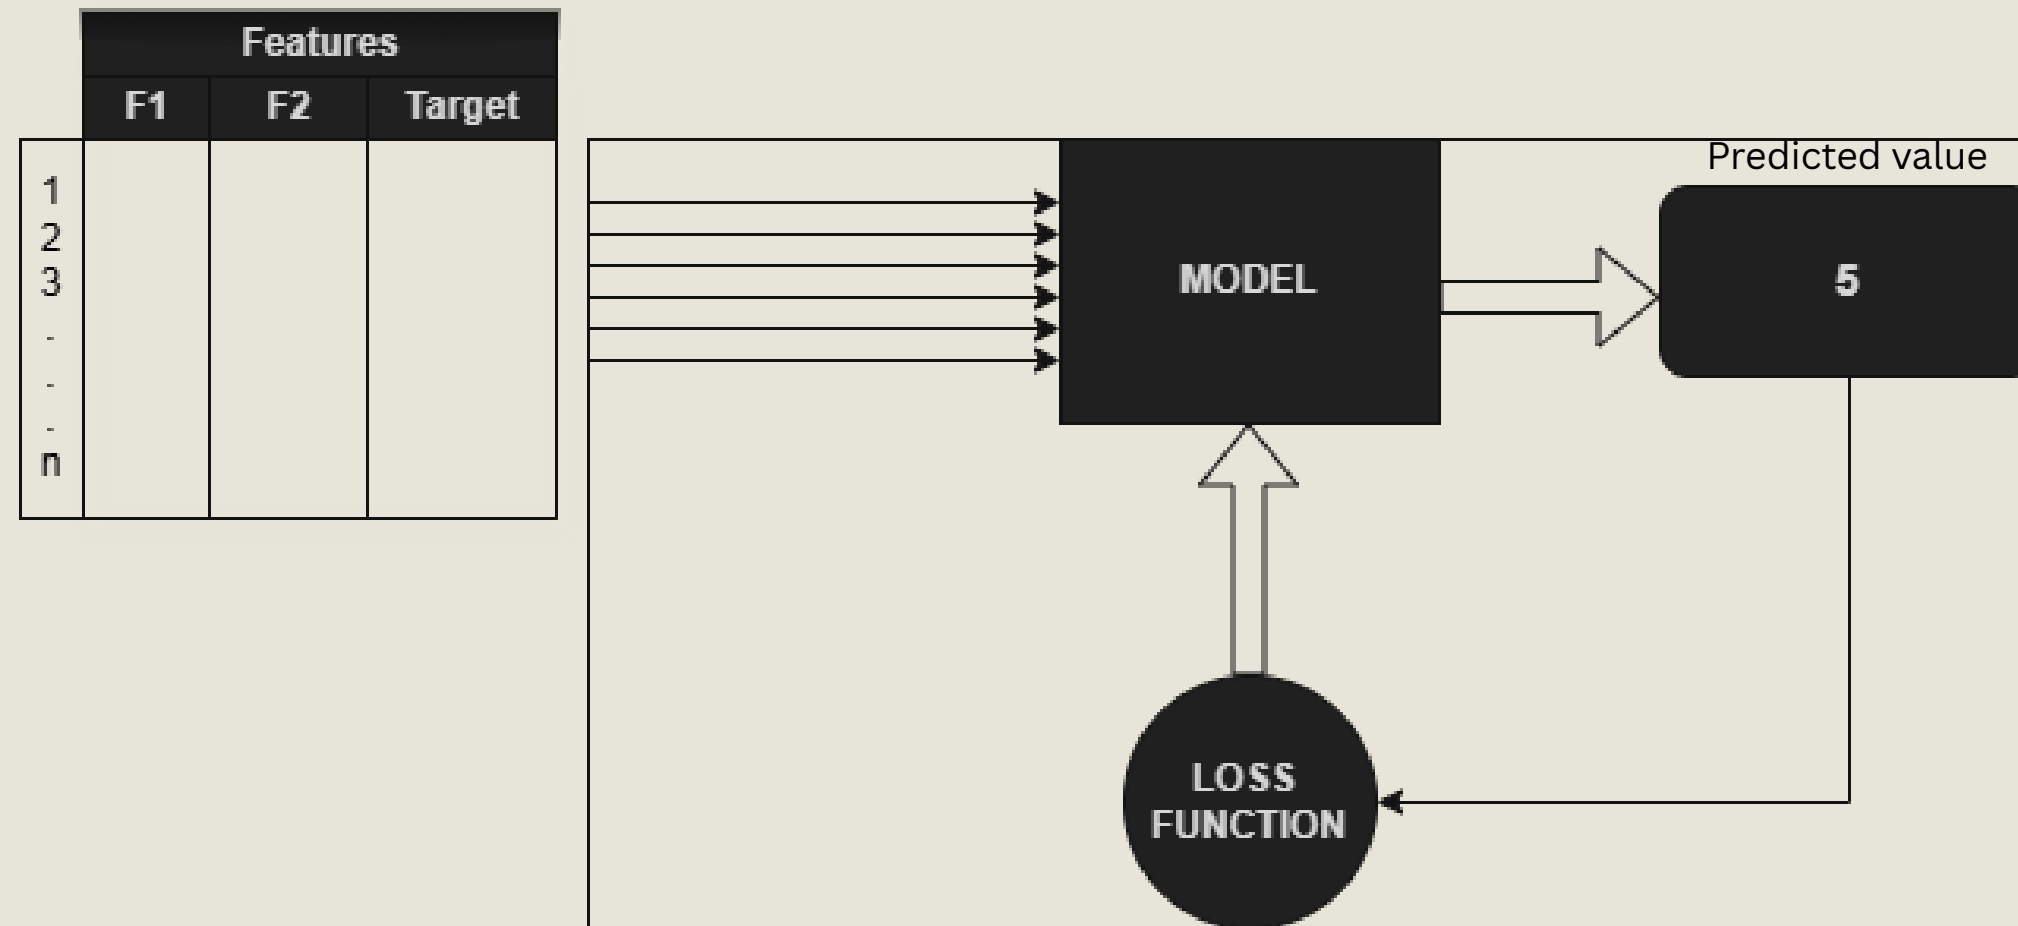 Features
F1 F2 Target
1
2
3
.
.
.
n
MODEL
Predicted value
5
LOSS
FUNCTION